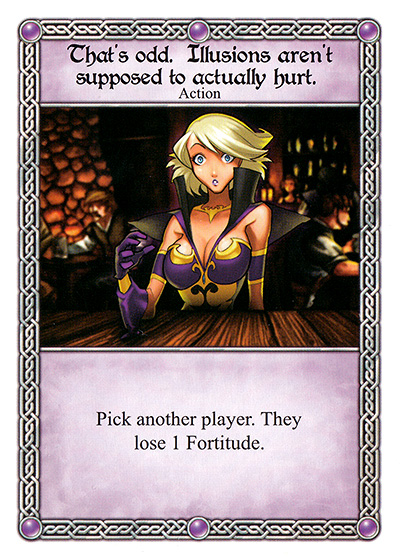 That's odd. Illusions aren't
supposed to actually hurt.
Action
Pick another player. They
lose 1 Fortitude.